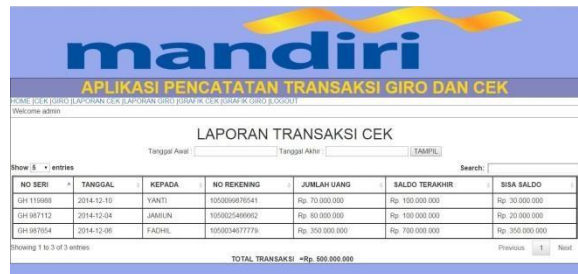 mandiri
APLIKASI PENCATATAN TRANSAKSI GIRO DAN CEK
HOME |CEK |GIRO |LAPORAN CEK |LAPORAN GIRO |GRAFIK CEK |GRAFIK GIRO |LOGOUT
Welcome admin
LAPORAN TRANSAKSI CEK
Tanggal Awal : Tanggal Akhir : TAMPIL
Show 5 entries Search:
NO SERI TANGGAL KEPADA NO REKENING JUMLAH UANG SALDO TERAKHIR SISA SALDO
GH 119988 2014-12-10 YANTI 1050099876541 Rp. 70.000.000 Rp. 100.000.000 Rp. 30.000.000
GH 987112 2014-12-04 JAMIUN 1050025466662 Rp. 80.000.000 Rp. 100.000.000 Rp. 20.000.000
GH 987654 2014-12-06 FADHIL 1050034677779 Rp. 350.000.000 Rp. 700.000.000 Rp. 350.000.000
Showing 1 to 3 of 3 entries Previous 1 Next
TOTAL TRANSAKSI =Rp. 500.000.000